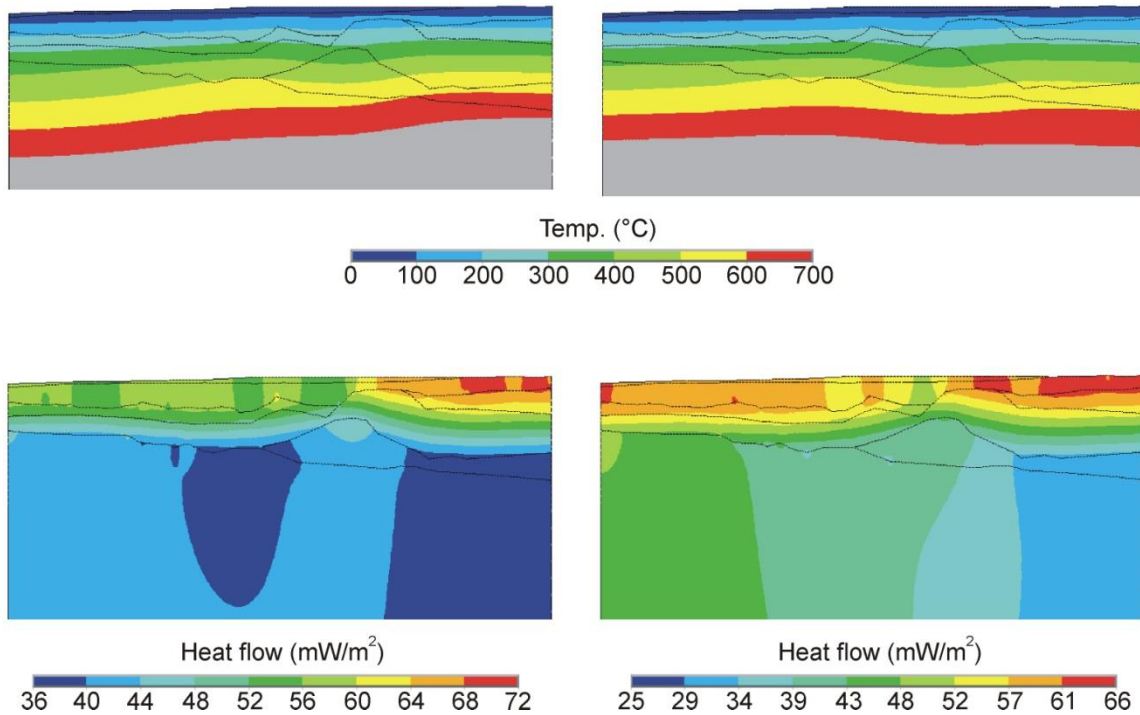 Temp. (°C)
0 100 200 300 400 500 600 700
Heat flow (mW/m²)
36 40 44 48 52 56 60 64 68 72
Heat flow (mW/m²)
25 29 34 39 43 48 52 57 61 66